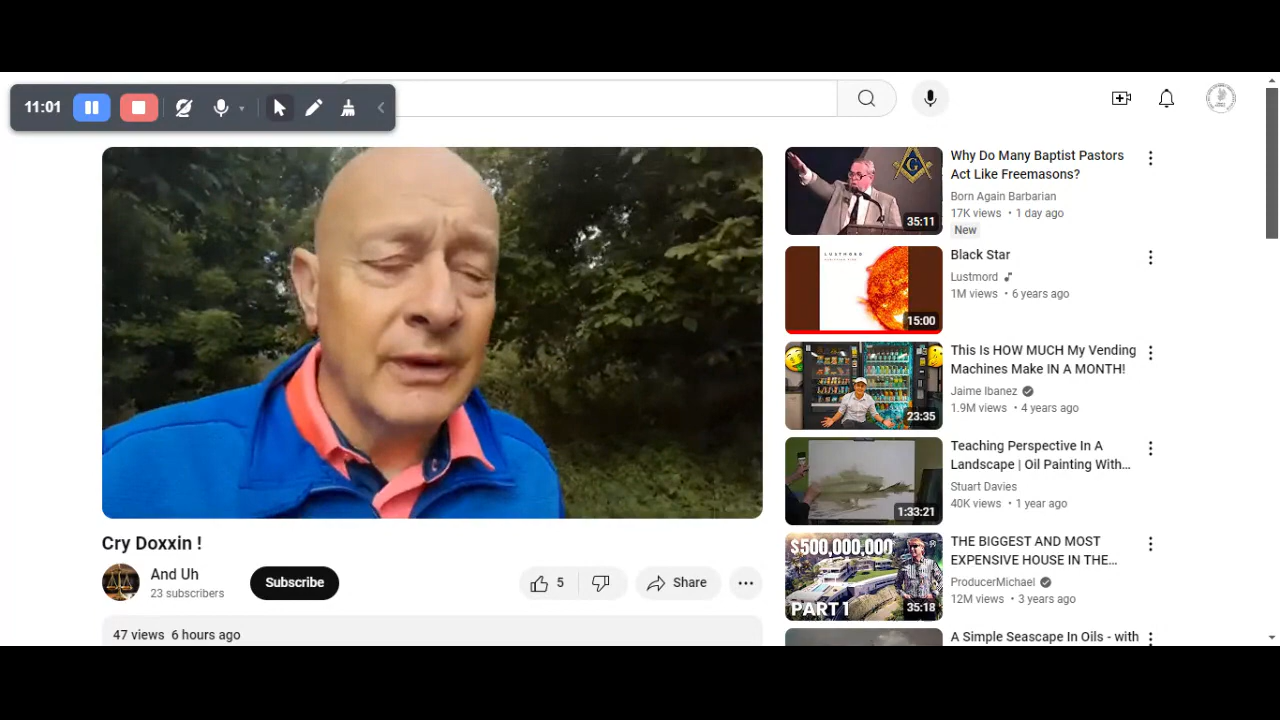 11:01
Cry Doxxin !
And Uh
23 subscribers
Subscribe
5
Share
47 views 6 hours ago
G
35:11
Why Do Many Baptist Pastors
Act Like Freemasons?
Born Again Barbarian
17K views • 1 day ago
New
LUSTMORD
15:00
Black Star
Lustmord
1M views • 6 years ago
23:35
This Is HOW MUCH My Vending
Machines Make IN A MONTH!
Jaime Ibanez
1.9M views • 4 years ago
1:33:21
Teaching Perspective In A
Landscape | Oil Painting With...
Stuart Davies
40K views • 1 year ago
$500,000,000
PART 1
35:18
THE BIGGEST AND MOST
EXPENSIVE HOUSE IN THE...
ProducerMichael
12M views • 3 years ago
A Simple Seascape In Oils - with